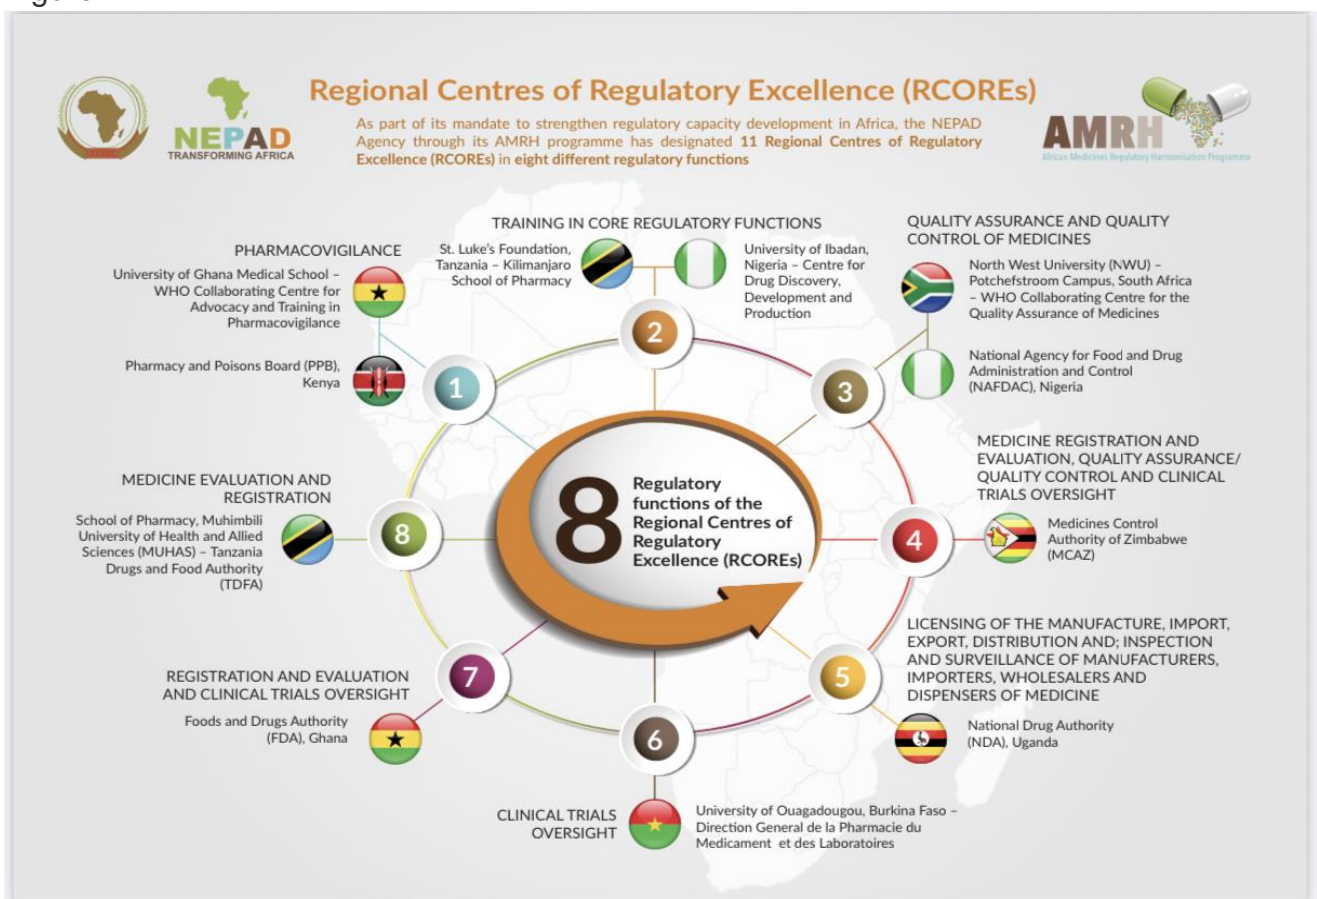 NEPAD
TRANSFORMING AFRICA
Regional Centres of Regulatory Excellence (RCOREs)
As part of its mandate to strengthen regulatory capacity development in Africa, the NEPAD
Agency through its AMRH programme has designated 11 Regional Centres of Regulatory
Excellence (RCOREs) in eight different regulatory functions
AMRH
African Medicines Regulatory Harmonisation Programme
PHARMACOVIGILANCE
University of Ghana Medical School –
WHO Collaborating Centre for
Advocacy and Training in
Pharmacovigilance
Pharmacy and Poisons Board (PPB),
Kenya
1
TRAINING IN CORE REGULATORY FUNCTIONS
St. Luke's Foundation,
Tanzania – Kilimanjaro
School of Pharmacy
University of Ibadan,
Nigeria – Centre for
Drug Discovery,
Development and
Production
2
QUALITY ASSURANCE AND QUALITY
CONTROL OF MEDICINES
North West University (NWU) –
Potchefstroom Campus, South Africa
– WHO Collaborating Centre for the
Quality Assurance of Medicines
National Agency for Food and Drug
Administration and Control
(NAFDAC), Nigeria
3
MEDICINE REGISTRATION AND
EVALUATION, QUALITY ASSURANCE/
QUALITY CONTROL AND CLINICAL
TRIALS OVERSIGHT
Medicines Control
Authority of Zimbabwe
(MCAZ)
4
LICENSING OF THE MANUFACTURE, IMPORT,
EXPORT, DISTRIBUTION AND; INSPECTION
AND SURVEILLANCE OF MANUFACTURERS,
IMPORTERS, WHOLESALERS AND
DISPENSERS OF MEDICINE
National Drug Authority
(NDA), Uganda
5
CLINICAL TRIALS
OVERSIGHT
University of Ouagadougou, Burkina Faso –
Direction General de la Pharmacie du
Medicament et des Laboratoires
6
REGISTRATION AND EVALUATION
AND CLINICAL TRIALS OVERSIGHT
Foods and Drugs Authority
(FDA), Ghana
7
MEDICINE EVALUATION AND
REGISTRATION
School of Pharmacy, Muhimbili
University of Health and Allied
Sciences (MUHAS) – Tanzania
Drugs and Food Authority
(TDFA)
8
8
Regulatory
functions of the
Regional Centres of
Regulatory
Excellence (RCOREs)